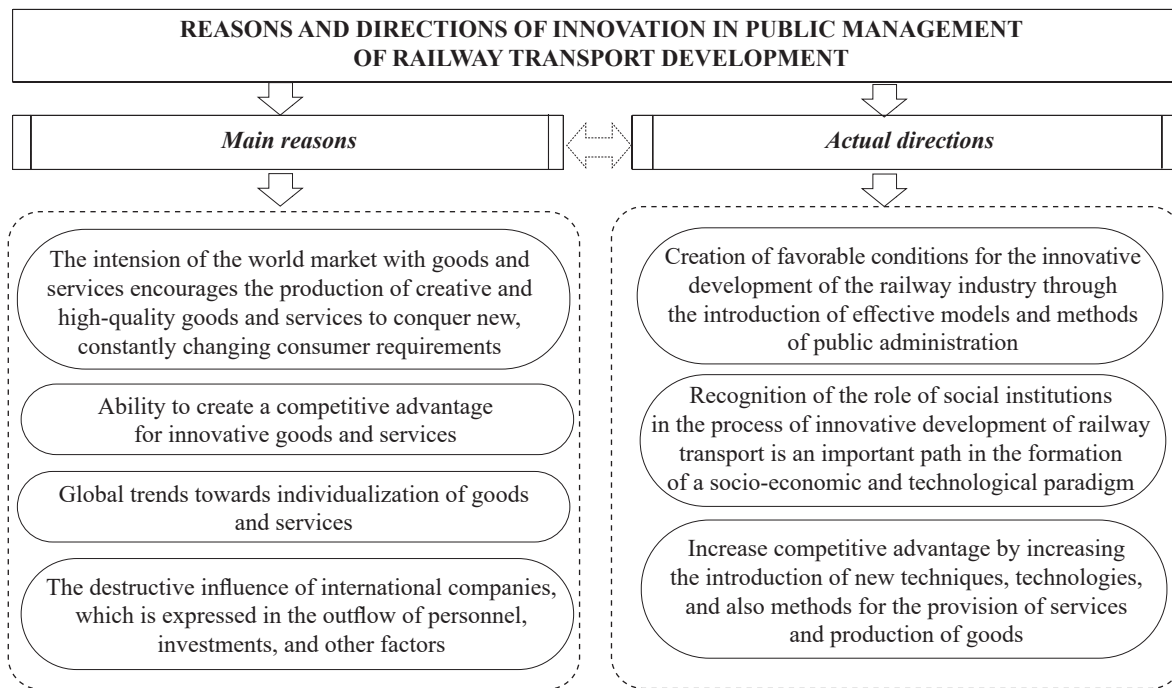 REASONS AND DIRECTIONS OF INNOVATION IN PUBLIC MANAGEMENT
OF RAILWAY TRANSPORT DEVELOPMENT
Main reasons
Actual directions
The intension of the world market with goods and
services encourages the production of creative and
high-quality goods and services to conquer new,
constantly changing consumer requirements
Ability to create a competitive advantage
for innovative goods and services
Global trends towards individualization of goods
and services
The destructive influence of international companies,
which is expressed in the outflow of personnel,
investments, and other factors
Creation of favorable conditions for the innovative
development of the railway industry through
the introduction of effective models and methods
of public administration
Recognition of the role of social institutions
in the process of innovative development of railway
transport is an important path in the formation
of a socio-economic and technological paradigm
Increase competitive advantage by increasing
the introduction of new techniques, technologies,
and also methods for the provision of services
and production of goods